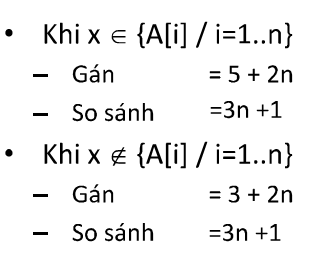 • Khi x ∈ {A[i] / i=1..n}
– Gán = 5 + 2n
– So sánh =3n +1
• Khi x ∉ {A[i] / i=1..n}
– Gán = 3 + 2n
– So sánh =3n +1